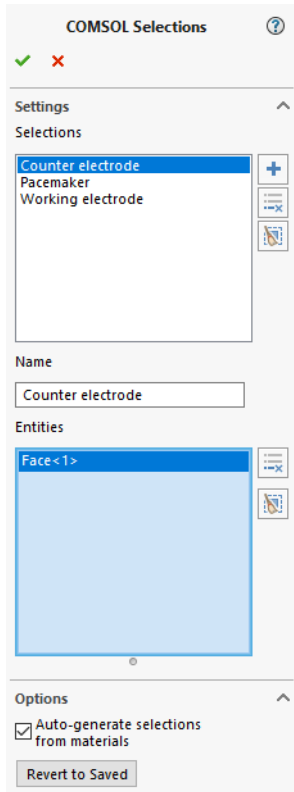 COMSOL Selections
?
Settings
Selections
Counter electrode
Pacemaker
Working electrode
Name
Counter electrode
Entities
Face<1>
Options
Auto-generate selections
from materials
Revert to Saved